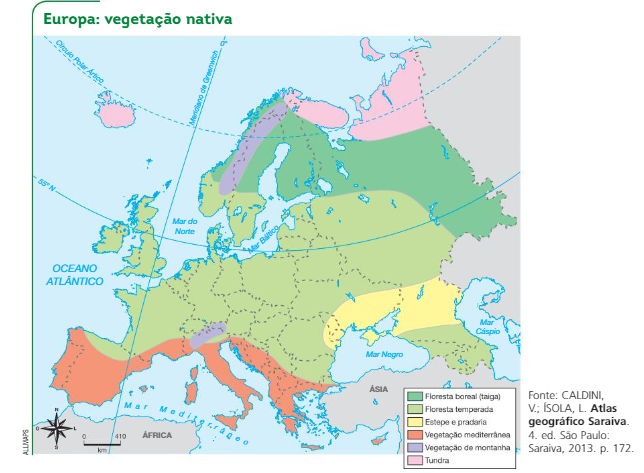 Europa: vegetação nativa
Círculo Polar Ártico
Meridiano de Greenwich
55° N
Mar do
Norte
Mar Báltico
OCEANO
ATLÂNTICO
Mar
Cáspio
Mar Negro
ÁSIA
Mar Mediterrâneo
ÁFRICA
N
0 410
km
ALLMAPS
Floresta boreal (taiga)
Floresta temperada
Estepe e pradaria
Vegetação mediterrânea
Vegetação de montanha
Tundra
Fonte: CALDINI,
V.; ÍSOLA, L. Atlas
geográfico Saraiva.
4. ed. São Paulo:
Saraiva, 2013. p. 172.